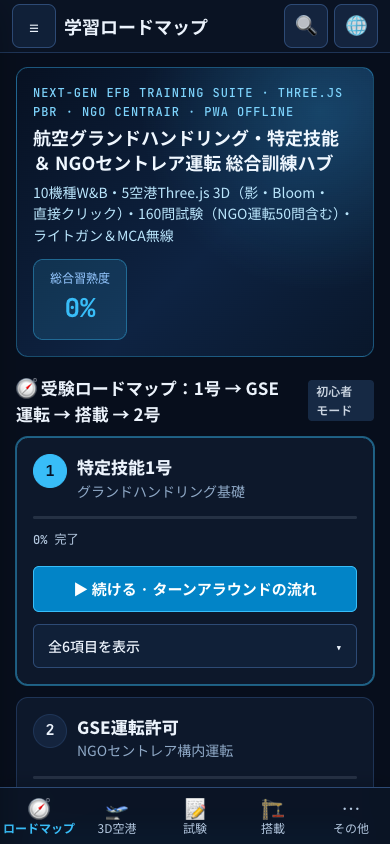 ≡ 学習ロードマップ
NEXT-GEN EFB TRAINING SUITE · THREE.JS
PBR · NGO CENTRAIR · PWA OFFLINE
航空グランドハンドリング・特定技能
＆ NGOセントレア運転 総合訓練ハブ
10機種W&B・5空港Three.js 3D（影・Bloom・
直接クリック）・160問試験（NGO運転50問含む）・
ライトガン＆MCA無線
総合習熟度
0%
🧭 受験ロードマップ：1号 → GSE
運転 → 搭載 → 2号
初心者
モード
1 特定技能1号
グランドハンドリング基礎
0% 完了
▶ 続ける · ターンアラウンドの流れ
全6項目を表示 ▾
2 GSE運転許可
NGOセントレア構内運転
ロードマップ 3D空港 試験 搭載 その他